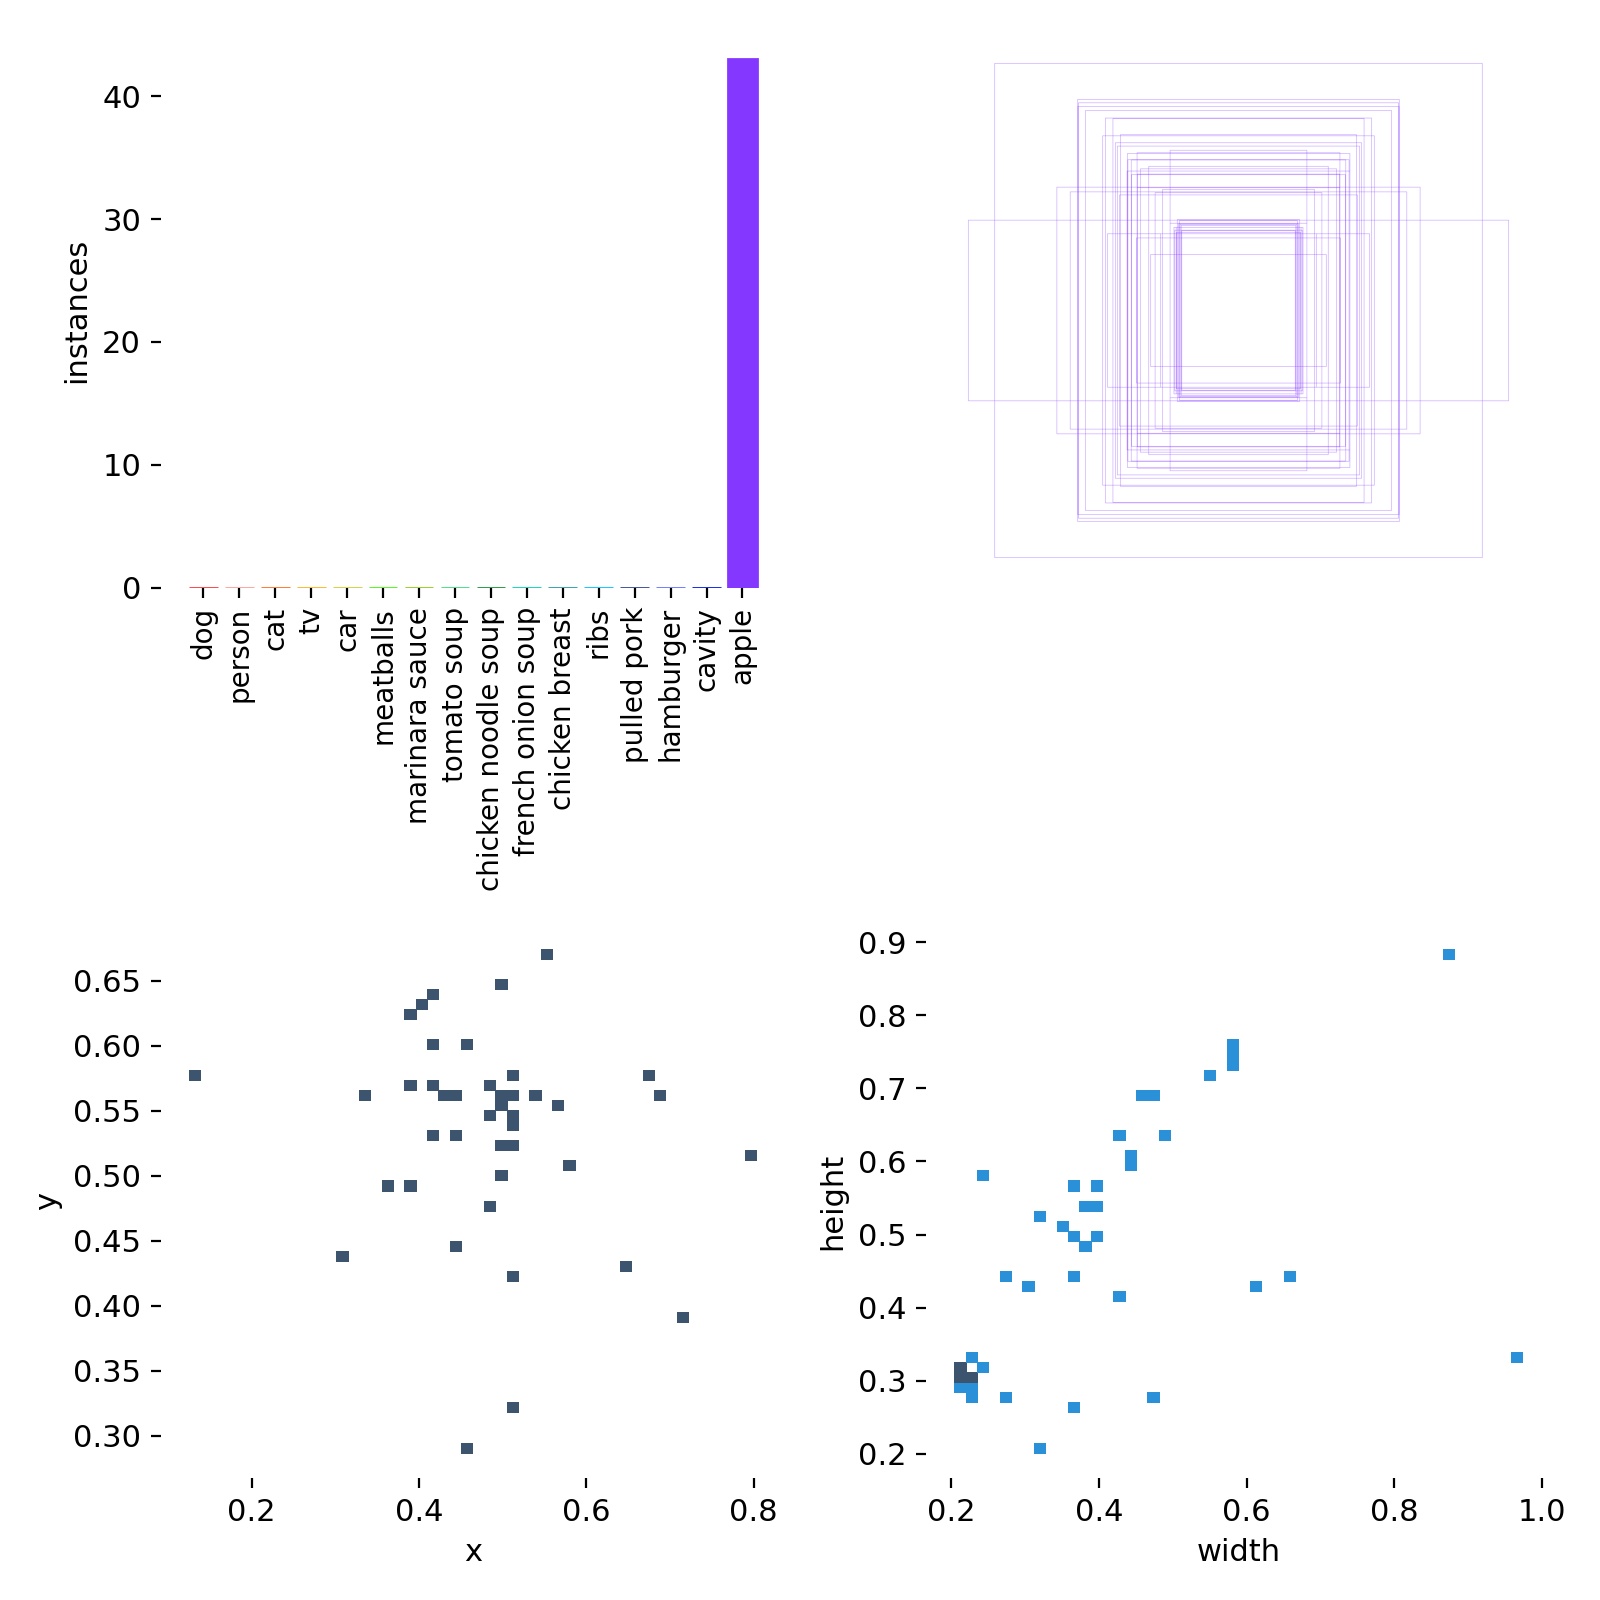 40
30
20
10
0
instances
dog
person
cat
tv
car
meatballs
marinara sauce
tomato soup
chicken noodle soup
french onion soup
chicken breast
ribs
pulled pork
hamburger
cavity
apple
0.65
0.60
0.55
0.50
0.45
0.40
0.35
0.30
y
0.2 0.4 0.6 0.8
x
0.9
0.8
0.7
0.6
0.5
0.4
0.3
0.2
height
0.2 0.4 0.6 0.8 1.0
width